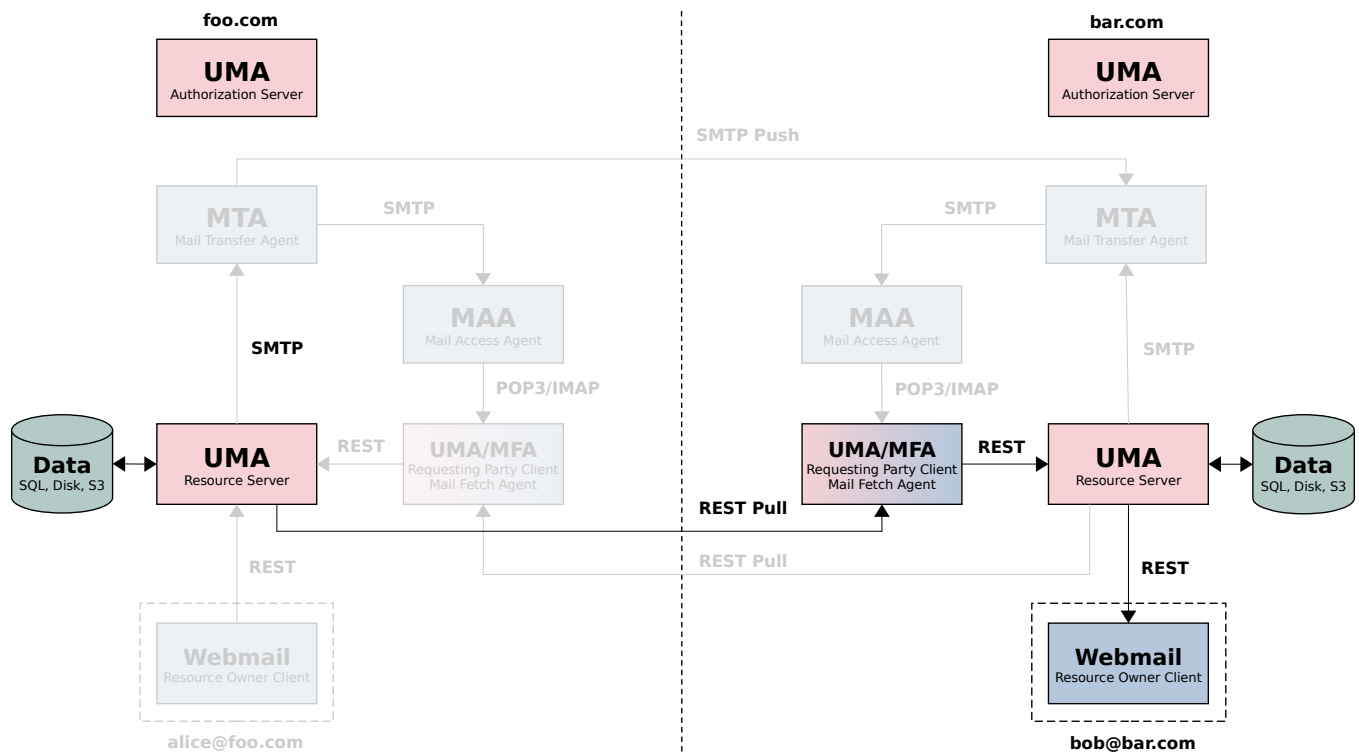 foo.com
bar.com
UMA
Authorization Server
UMA
Authorization Server
SMTP Push
MTA
Mail Transfer Agent
SMTP
SMTP
MTA
Mail Transfer Agent
MAA
Mail Access Agent
MAA
Mail Access Agent
SMTP
SMTP
POP3/IMAP
POP3/IMAP
Data
SQL, Disk, S3
UMA
Resource Server
REST
UMA/MFA
Requesting Party Client
Mail Fetch Agent
UMA/MFA
Requesting Party Client
Mail Fetch Agent
REST
UMA
Resource Server
Data
SQL, Disk, S3
REST Pull
REST Pull
REST
REST
Webmail
Resource Owner Client
Webmail
Resource Owner Client
alice@foo.com
bob@bar.com